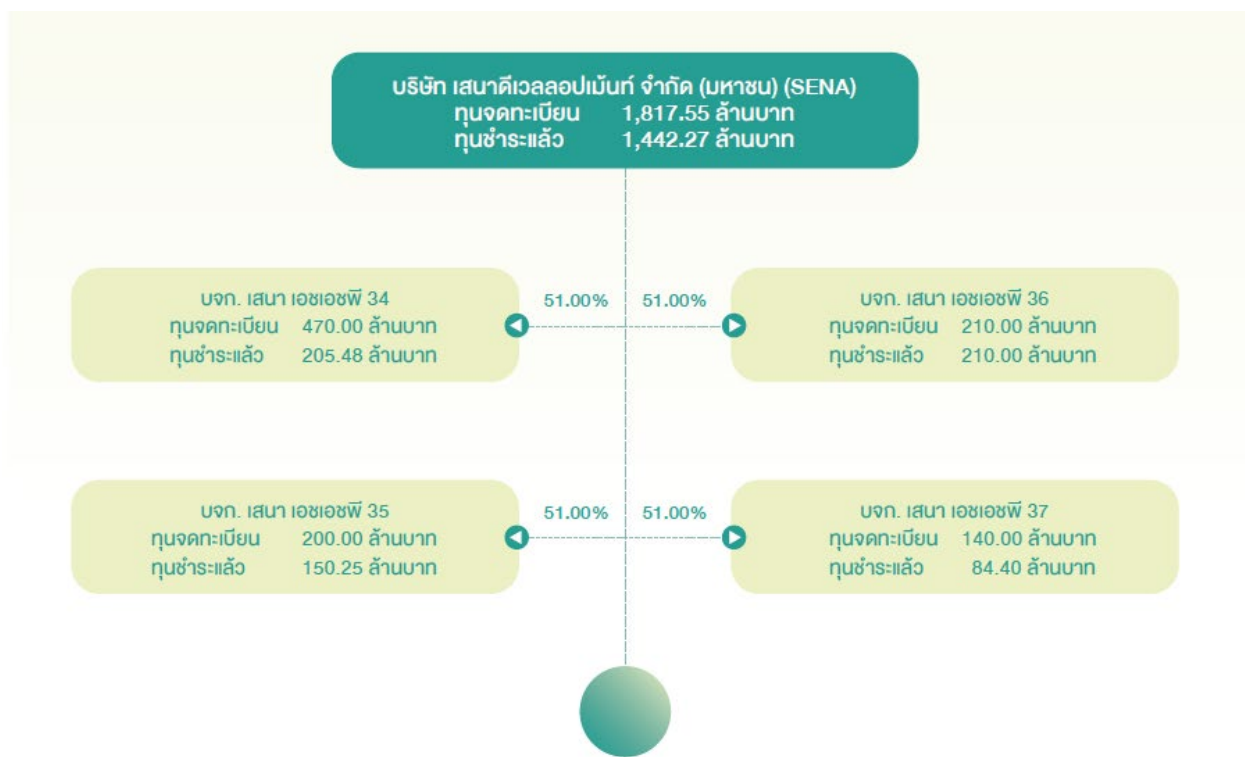 บริษัท เสนาดีเวลลอปเม้นท์ จำกัด (มหาชน) (SENA)
ทุนจดทะเบียน 1,817.55 ล้านบาท
ทุนชำระแล้ว 1,442.27 ล้านบาท
บจก. เสนา เอชเอชพี 34
ทุนจดทะเบียน 470.00 ล้านบาท
ทุนชำระแล้ว 205.48 ล้านบาท
51.00% 51.00%
บจก. เสนา เอชเอชพี 36
ทุนจดทะเบียน 210.00 ล้านบาท
ทุนชำระแล้ว 210.00 ล้านบาท
บจก. เสนา เอชเอชพี 35
ทุนจดทะเบียน 200.00 ล้านบาท
ทุนชำระแล้ว 150.25 ล้านบาท
51.00% 51.00%
บจก. เสนา เอชเอชพี 37
ทุนจดทะเบียน 140.00 ล้านบาท
ทุนชำระแล้ว 84.40 ล้านบาท